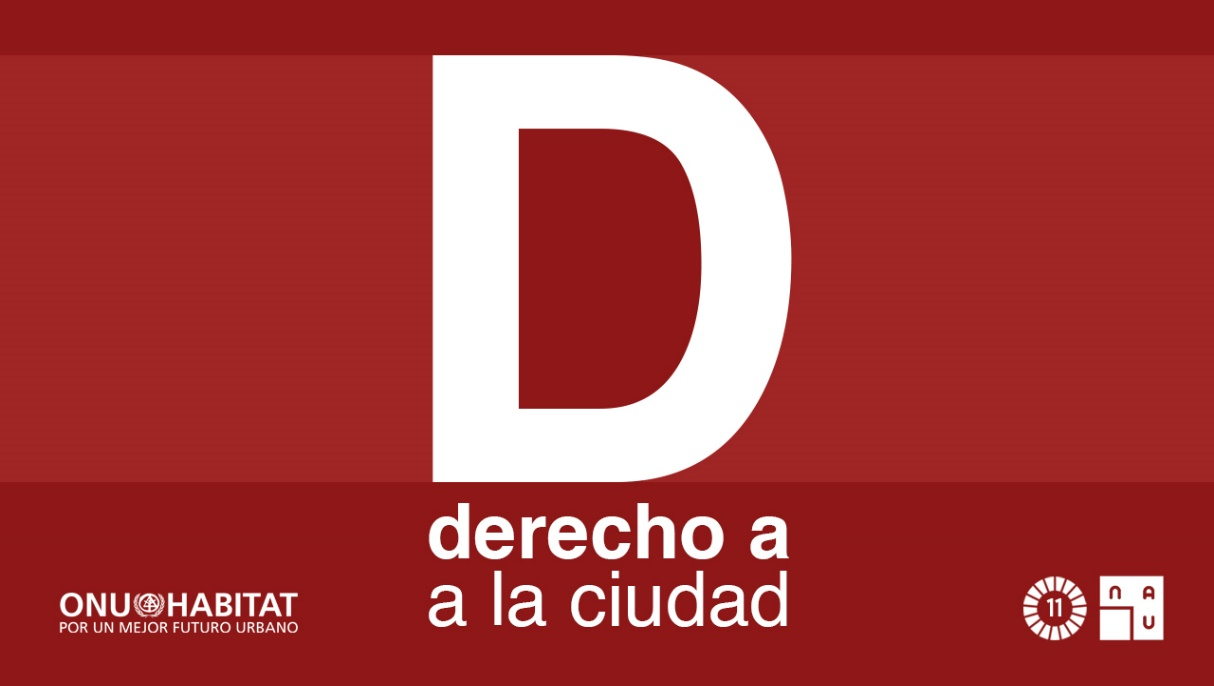 D
derecho a
a la ciudad
ONU HABITAT
POR UN MEJOR FUTURO URBANO
11
n A
U